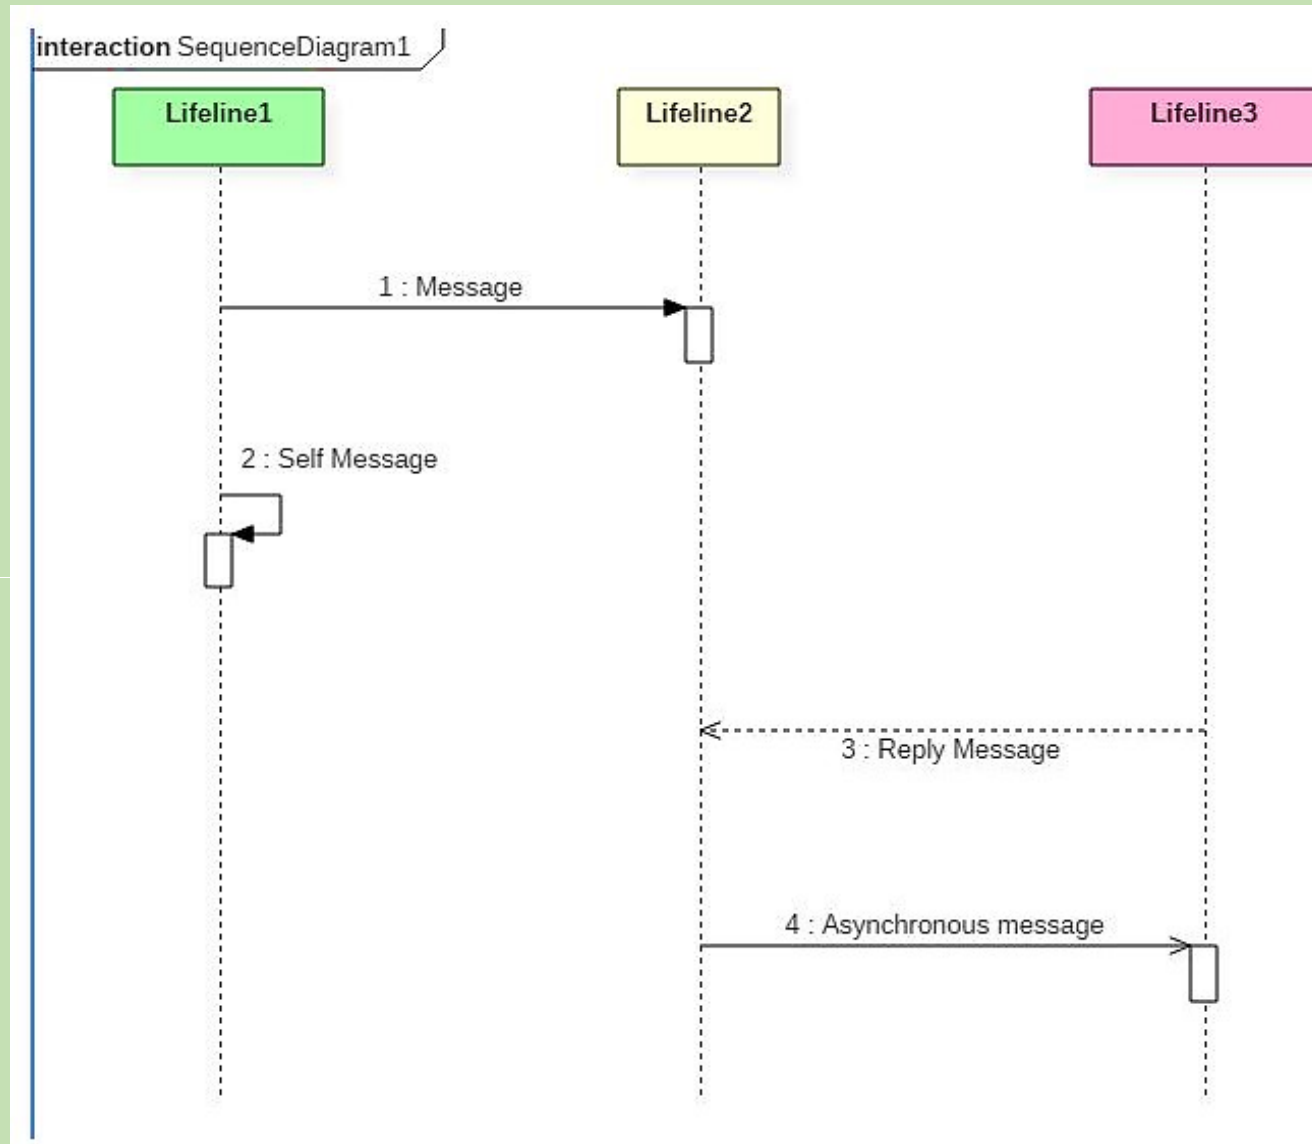 interaction SequenceDiagram1
Lifeline1
Lifeline2
Lifeline3
1 : Message
2 : Self Message
3 : Reply Message
4 : Asynchronous message